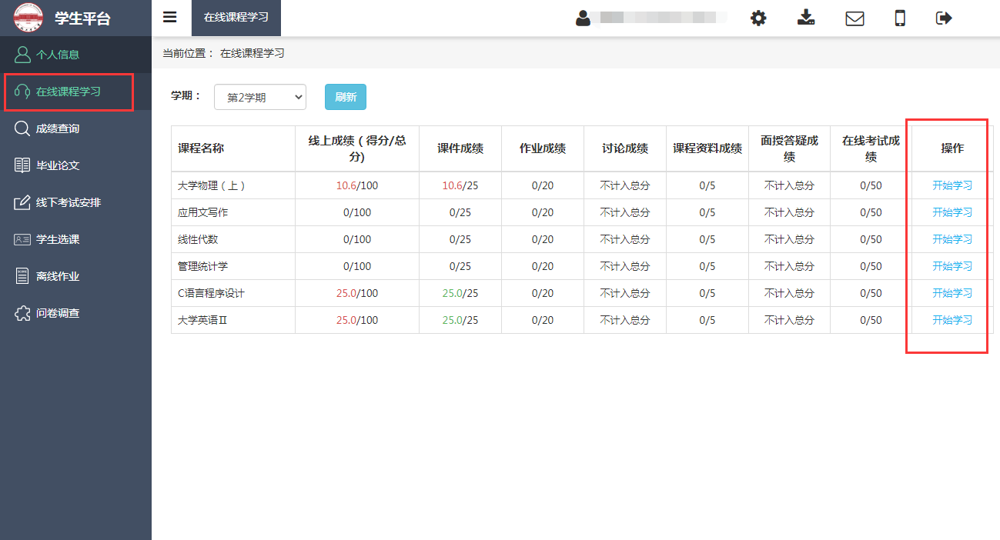 学生平台
在线课程学习
个人信息
在线课程学习
成绩查询
毕业论文
线下考试安排
学生选课
离线作业
问卷调查
当前位置： 在线课程学习
学期： 第2学期 刷新
课程名称 线上成绩（得分/总分) 课件成绩 作业成绩 讨论成绩 课程资料成绩 面授答疑成绩 在线考试成绩 操作
大学物理（上） 10.6/100 10.6/25 0/20 不计入总分 0/5 不计入总分 0/50 开始学习
应用文写作 0/100 0/25 0/20 不计入总分 0/5 不计入总分 0/50 开始学习
线性代数 0/100 0/25 0/20 不计入总分 0/5 不计入总分 0/50 开始学习
管理统计学 0/100 0/25 0/20 不计入总分 0/5 不计入总分 0/50 开始学习
C语言程序设计 25.0/100 25.0/25 0/20 不计入总分 0/5 不计入总分 0/50 开始学习
大学英语Ⅱ 25.0/100 25.0/25 0/20 不计入总分 0/5 不计入总分 0/50 开始学习